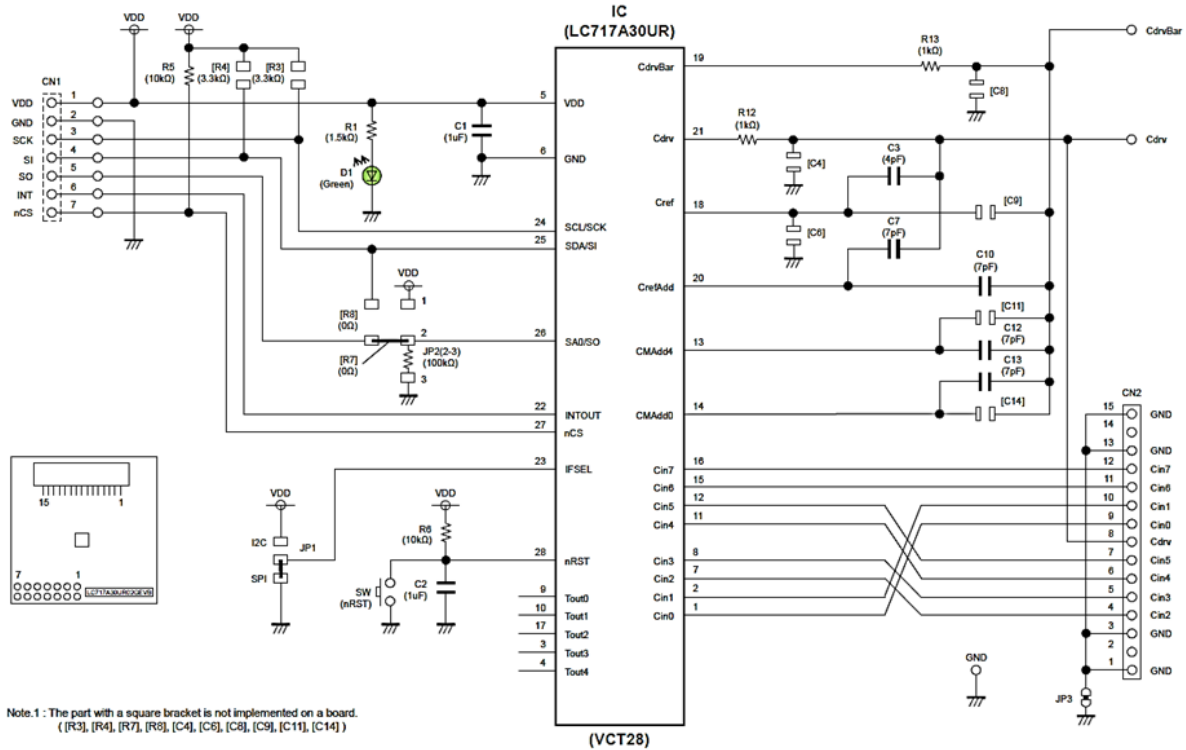 IC
(LC717A30UR)
VDD
VDD
CN1
R5
(10kΩ)
[R4]
(3.3kΩ)
[R3]
(3.3kΩ)
VDD 1
GND 2
SCK 3
SI 4
SO 5
INT 6
nCS 7
R1
(1.5kΩ)
D1
(Green)
C1
(1uF)
5 VDD
6 GND
24 SCL/SCK
25 SDA/SI
VDD
1
[R8]
(0Ω)
[R7]
(0Ω)
2
JP2(2-3)
(100kΩ)
3
26 SA0/SO
22 INTOUT
27 nCS
23 IFSEL
VDD
I2C
JP1
SPI
VDD
R6
(10kΩ)
SW
(nRST)
C2
(1uF)
28 nRST
9 Tout0
10 Tout1
17 Tout2
3 Tout3
4 Tout4
CdrvBar 19
R13
(1kΩ)
[C8]
CdrvBar
Cdrv 21
R12
(1kΩ)
[C4]
C3
(4pF)
Cdrv
Cref 18
[C6]
[C9]
C7
(7pF)
CrefAdd 20
C10
(7pF)
[C11]
CMAdd4 13
C12
(7pF)
C13
(7pF)
CMAdd0 14
[C14]
Cin7 16
Cin6 15
Cin5 12
Cin4 11
Cin3 8
Cin2 7
Cin1 2
Cin0 1
CN2
15 GND
14
13 GND
12 Cin7
11 Cin6
10 Cin1
9 Cin0
8 Cdrv
7 Cin5
6 Cin4
5 Cin3
4 Cin2
3 GND
2
1 GND
GND
JP3
15 1
7 1
LC717A30UR02GEVB
(VCT28)
Note.1 : The part with a square bracket is not implemented on a board.
( [R3], [R4], [R7], [R8], [C4], [C6], [C8], [C9], [C11], [C14] )